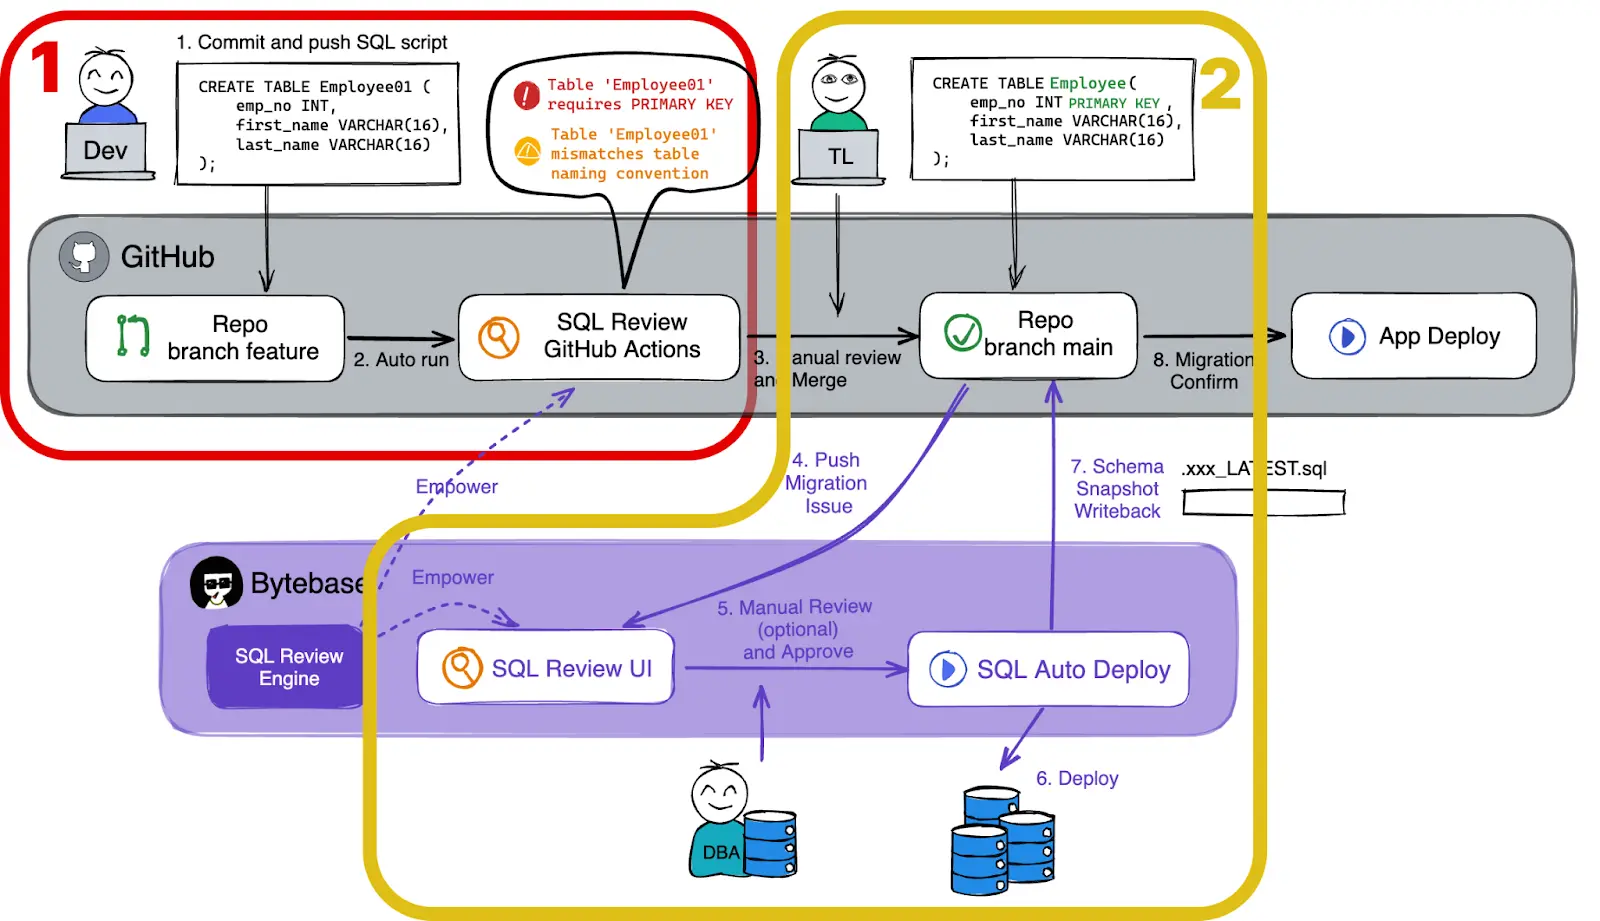 1
1. Commit and push SQL script
CREATE TABLE Employee01 (
emp_no INT,
first_name VARCHAR(16),
last_name VARCHAR(16)
);
Dev
Table 'Employee01'
requires PRIMARY KEY
Table 'Employee01'
mismatches table
naming convention
TL
CREATE TABLE Employee(
emp_no INT PRIMARY KEY ,
first_name VARCHAR(16),
last_name VARCHAR(16)
);
2
GitHub
Repo
branch feature
2. Auto run
SQL Review
GitHub Actions
3. Manual review
and Merge
Repo
branch main
8. Migration
Confirm
App Deploy
Empower
4. Push
Migration
Issue
7. Schema
Snapshot
Writeback
.xxx_LATEST.sql
Bytebase
Empower
SQL Review
Engine
SQL Review UI
5. Manual Review
(optional)
and Approve
SQL Auto Deploy
DBA
6. Deploy